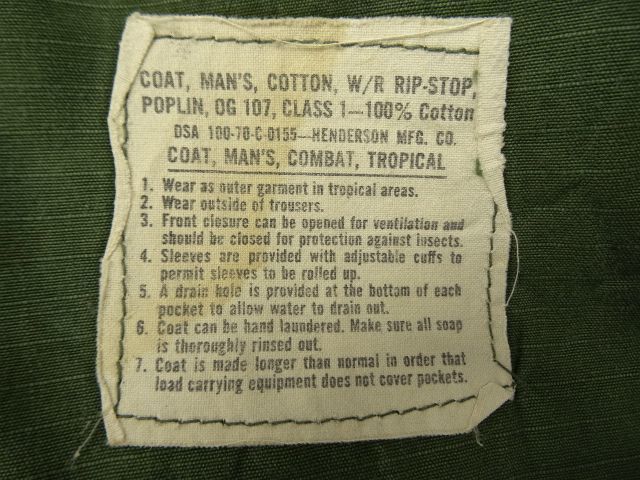 COAT, MAN'S, COTTON, W/R RIP-STOP,
POPLIN, OG 107, CLASS 1—100% Cotton
DSA 100-70-C-0155—HENDERSON MFG. CO.
COAT, MAN'S, COMBAT, TROPICAL
1. Wear as outer garment in tropical areas.
2. Wear outside of trousers.
3. Front closure can be opened for ventilation and
should be closed for protection against insects.
4. Sleeves are provided with adjustable cuffs to
permit sleeves to be rolled up.
5. A drain hole is provided at the bottom of each
pocket to allow water to drain out.
6. Coat can be hand laundered. Make sure all soap
is thoroughly rinsed out.
7. Coat is made longer than normal in order that
load carrying equipment does not cover pockets.